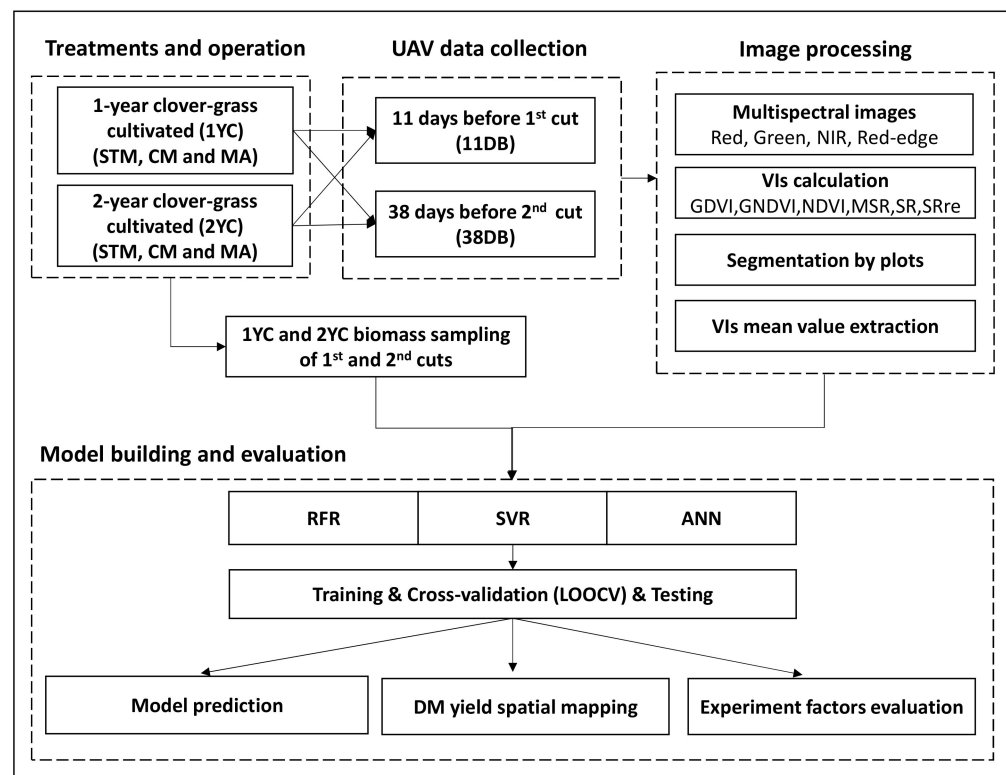 Treatments and operation
1-year clover-grass
cultivated (1YC)
(STM, CM and MA)
2-year clover-grass
cultivated (2YC)
(STM, CM and MA)
UAV data collection
11 days before 1st cut
(11DB)
38 days before 2nd cut
(38DB)
Image processing
Multispectral images
Red, Green, NIR, Red-edge
VIs calculation
GDVI,GNDVI,NDVI,MSR,SR,SRre
Segmentation by plots
VIs mean value extraction
1YC and 2YC biomass sampling
of 1st and 2nd cuts
Model building and evaluation
RFR
SVR
ANN
Training & Cross-validation (LOOCV) & Testing
Model prediction
DM yield spatial mapping
Experiment factors evaluation